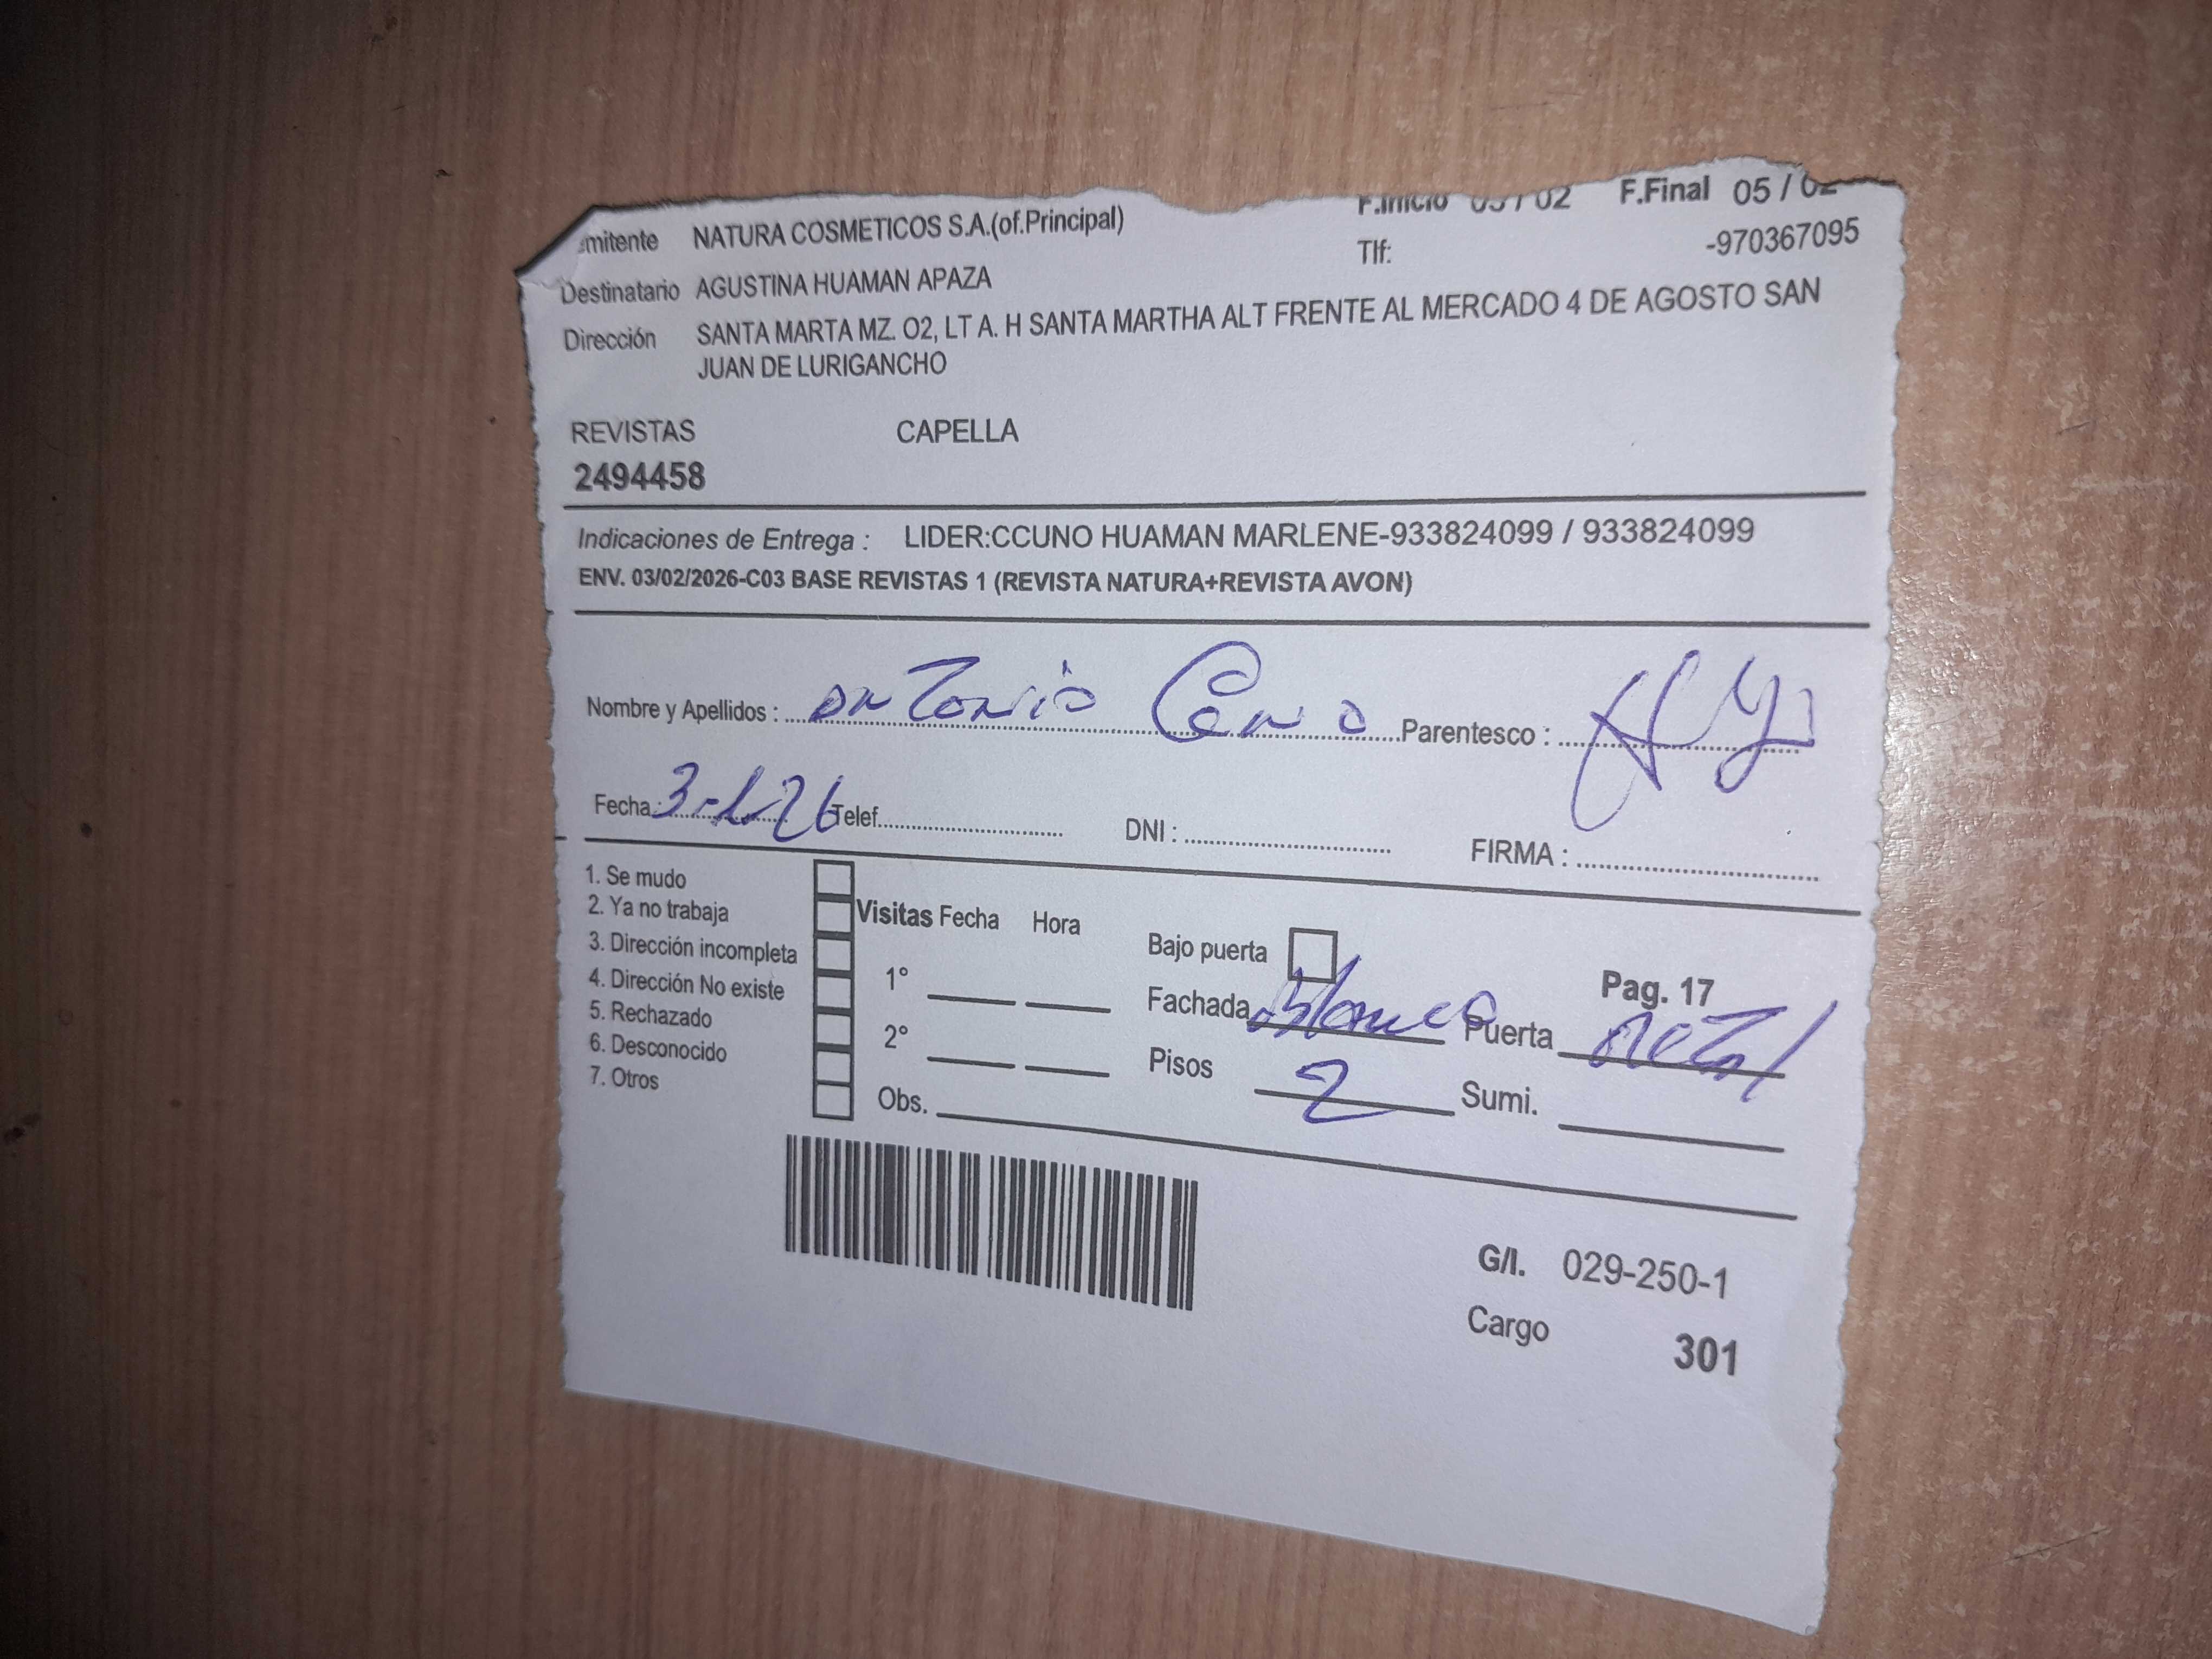 mitente NATURA COSMETICOS S.A.(of.Principal) F.Inicio 03 / 02 F.Final 05 / 02
Tlf: -970367095
Destinatario AGUSTINA HUAMAN APAZA
Dirección SANTA MARTA MZ. O2, LT A. H SANTA MARTHA ALT FRENTE AL MERCADO 4 DE AGOSTO SAN
JUAN DE LURIGANCHO
REVISTAS CAPELLA
2494458
Indicaciones de Entrega : LIDER:CCUNO HUAMAN MARLENE-933824099 / 933824099
ENV. 03/02/2026-C03 BASE REVISTAS 1 (REVISTA NATURA+REVISTA AVON)
Nombre y Apellidos : Antonio Parentesco :
Fecha: Telef. DNI : FIRMA :
1. Se mudo
2. Ya no trabaja
3. Dirección incompleta
4. Dirección No existe
5. Rechazado
6. Desconocido
7. Otros
Visitas Fecha Hora
1°
2°
Obs.
Bajo puerta
Pag. 17
Fachada Blanca Puerta Metal
Pisos 2 Sumi.
G/I. 029-250-1
Cargo 301